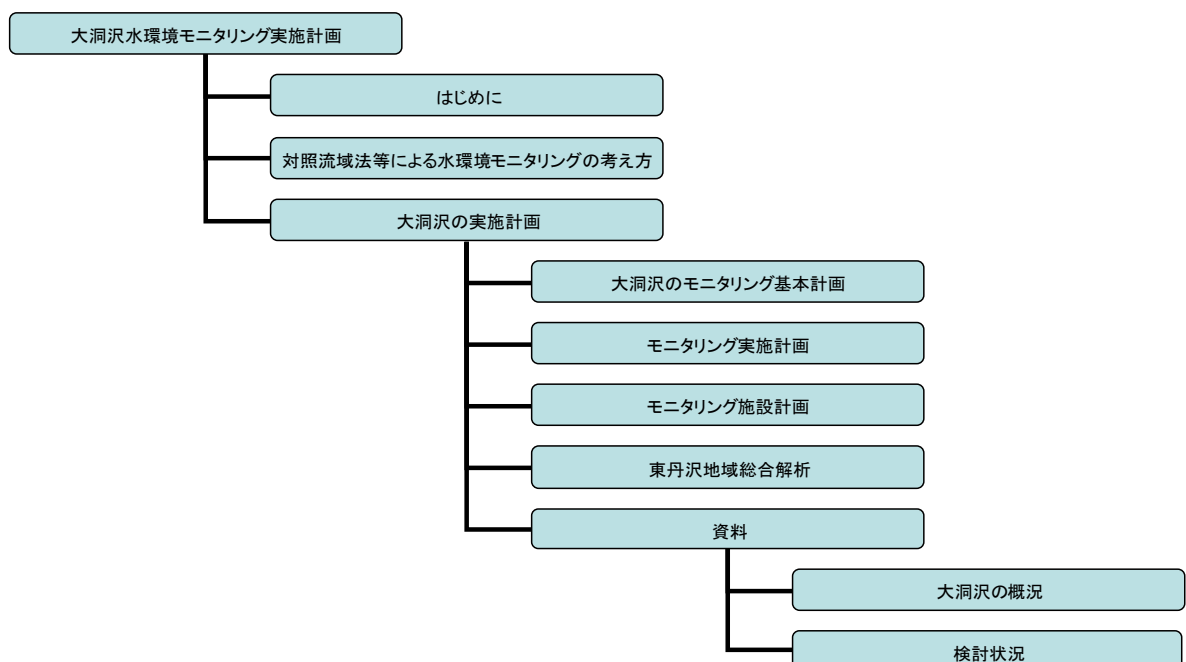 大洞沢水環境モニタリング実施計画
はじめに
対照流域法等による水環境モニタリングの考え方
大洞沢の実施計画
大洞沢のモニタリング基本計画
モニタリング実施計画
モニタリング施設計画
東丹沢地域総合解析
資料
大洞沢の概況
検討状況